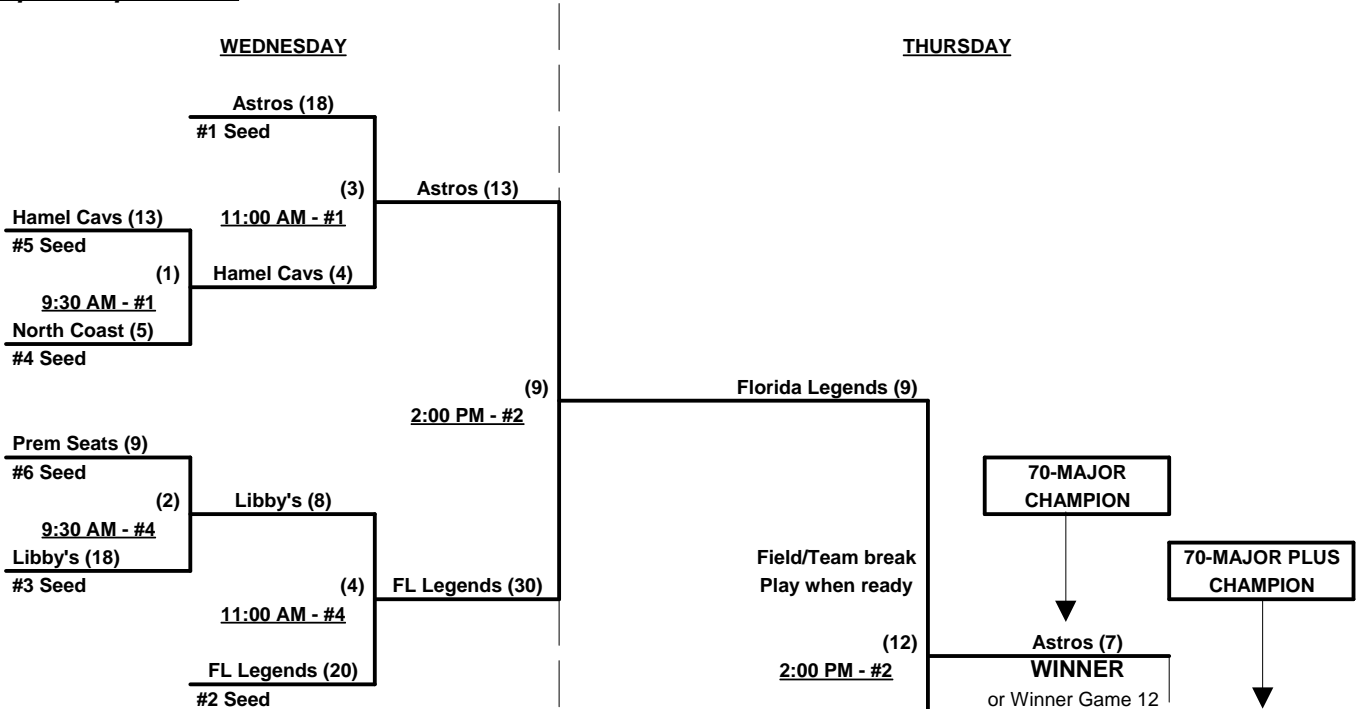 WEDNESDAY
THURSDAY
Astros (18)
#1 Seed
(3)
11:00 AM - #1
Astros (13)
Hamel Cavs (13)
#5 Seed
(1)
9:30 AM - #1
Hamel Cavs (4)
North Coast (5)
#4 Seed
(9)
2:00 PM - #2
Florida Legends (9)
Prem Seats (9)
#6 Seed
(2)
9:30 AM - #4
Libby's (8)
Libby's (18)
#3 Seed
(4)
11:00 AM - #4
FL Legends (30)
FL Legends (20)
#2 Seed
Field/Team break
Play when ready
(12)
2:00 PM - #2
70-MAJOR
CHAMPION
70-MAJOR PLUS
CHAMPION
Astros (7)
WINNER
or Winner Game 12